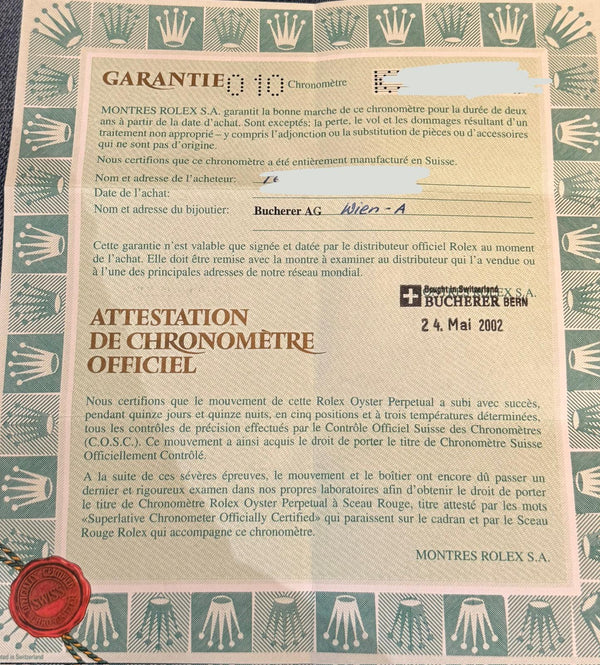 GARANTIE 010 Chronomètre
MONTRES ROLEX S.A. garantit la bonne marche de ce chronomètre pour la durée de deux
ans à partir de la date d'achat. Sont exceptés: la perte, le vol et les dommages résultant d'un
traitement non approprié – y compris l'adjonction ou la substitution de pièces ou d'accessoires
qui ne sont pas d'origine.
Nous certifions que ce chronomètre a été entièrement manufacturé en Suisse.
Nom et adresse de l'acheteur:
Date de l'achat:
Nom et adresse du bijoutier: Bucherer AG Wien - A
Cette garantie n'est valable que signée et datée par le distributeur officiel Rolex au moment
de l'achat. Elle doit être remise avec la montre à examiner au distributeur qui l'a vendue ou
à l'une des principales adresses de notre réseau mondial.
MONTRES ROLEX S.A.
Bought in Switzerland
BUCHERER BERN
24. Mai 2002
ATTESTATION
DE CHRONOMÈTRE
OFFICIEL
Nous certifions que le mouvement de cette Rolex Oyster Perpetual a subi avec succès,
pendant quinze jours et quinze nuits, en cinq positions et à trois températures déterminées,
tous les contrôles de précision effectués par le Contrôle Officiel Suisse des Chronomètres
(C.O.S.C.). Ce mouvement a ainsi acquis le droit de porter le titre de Chronomètre Suisse
Officiellement Contrôlé.
A la suite de ces sévères épreuves, le mouvement et le boîtier ont encore dû passer un
dernier et rigoureux examen dans nos propres laboratoires afin d'obtenir le droit de porter
le titre de Chronomètre Rolex Oyster Perpetual à Sceau Rouge, titre attesté par les mots
«Superlative Chronometer Officially Certified» qui paraissent sur le cadran et par le Sceau
Rouge Rolex qui accompagne ce chronomètre.
MONTRES ROLEX S.A.
SWISS
in Switzerland